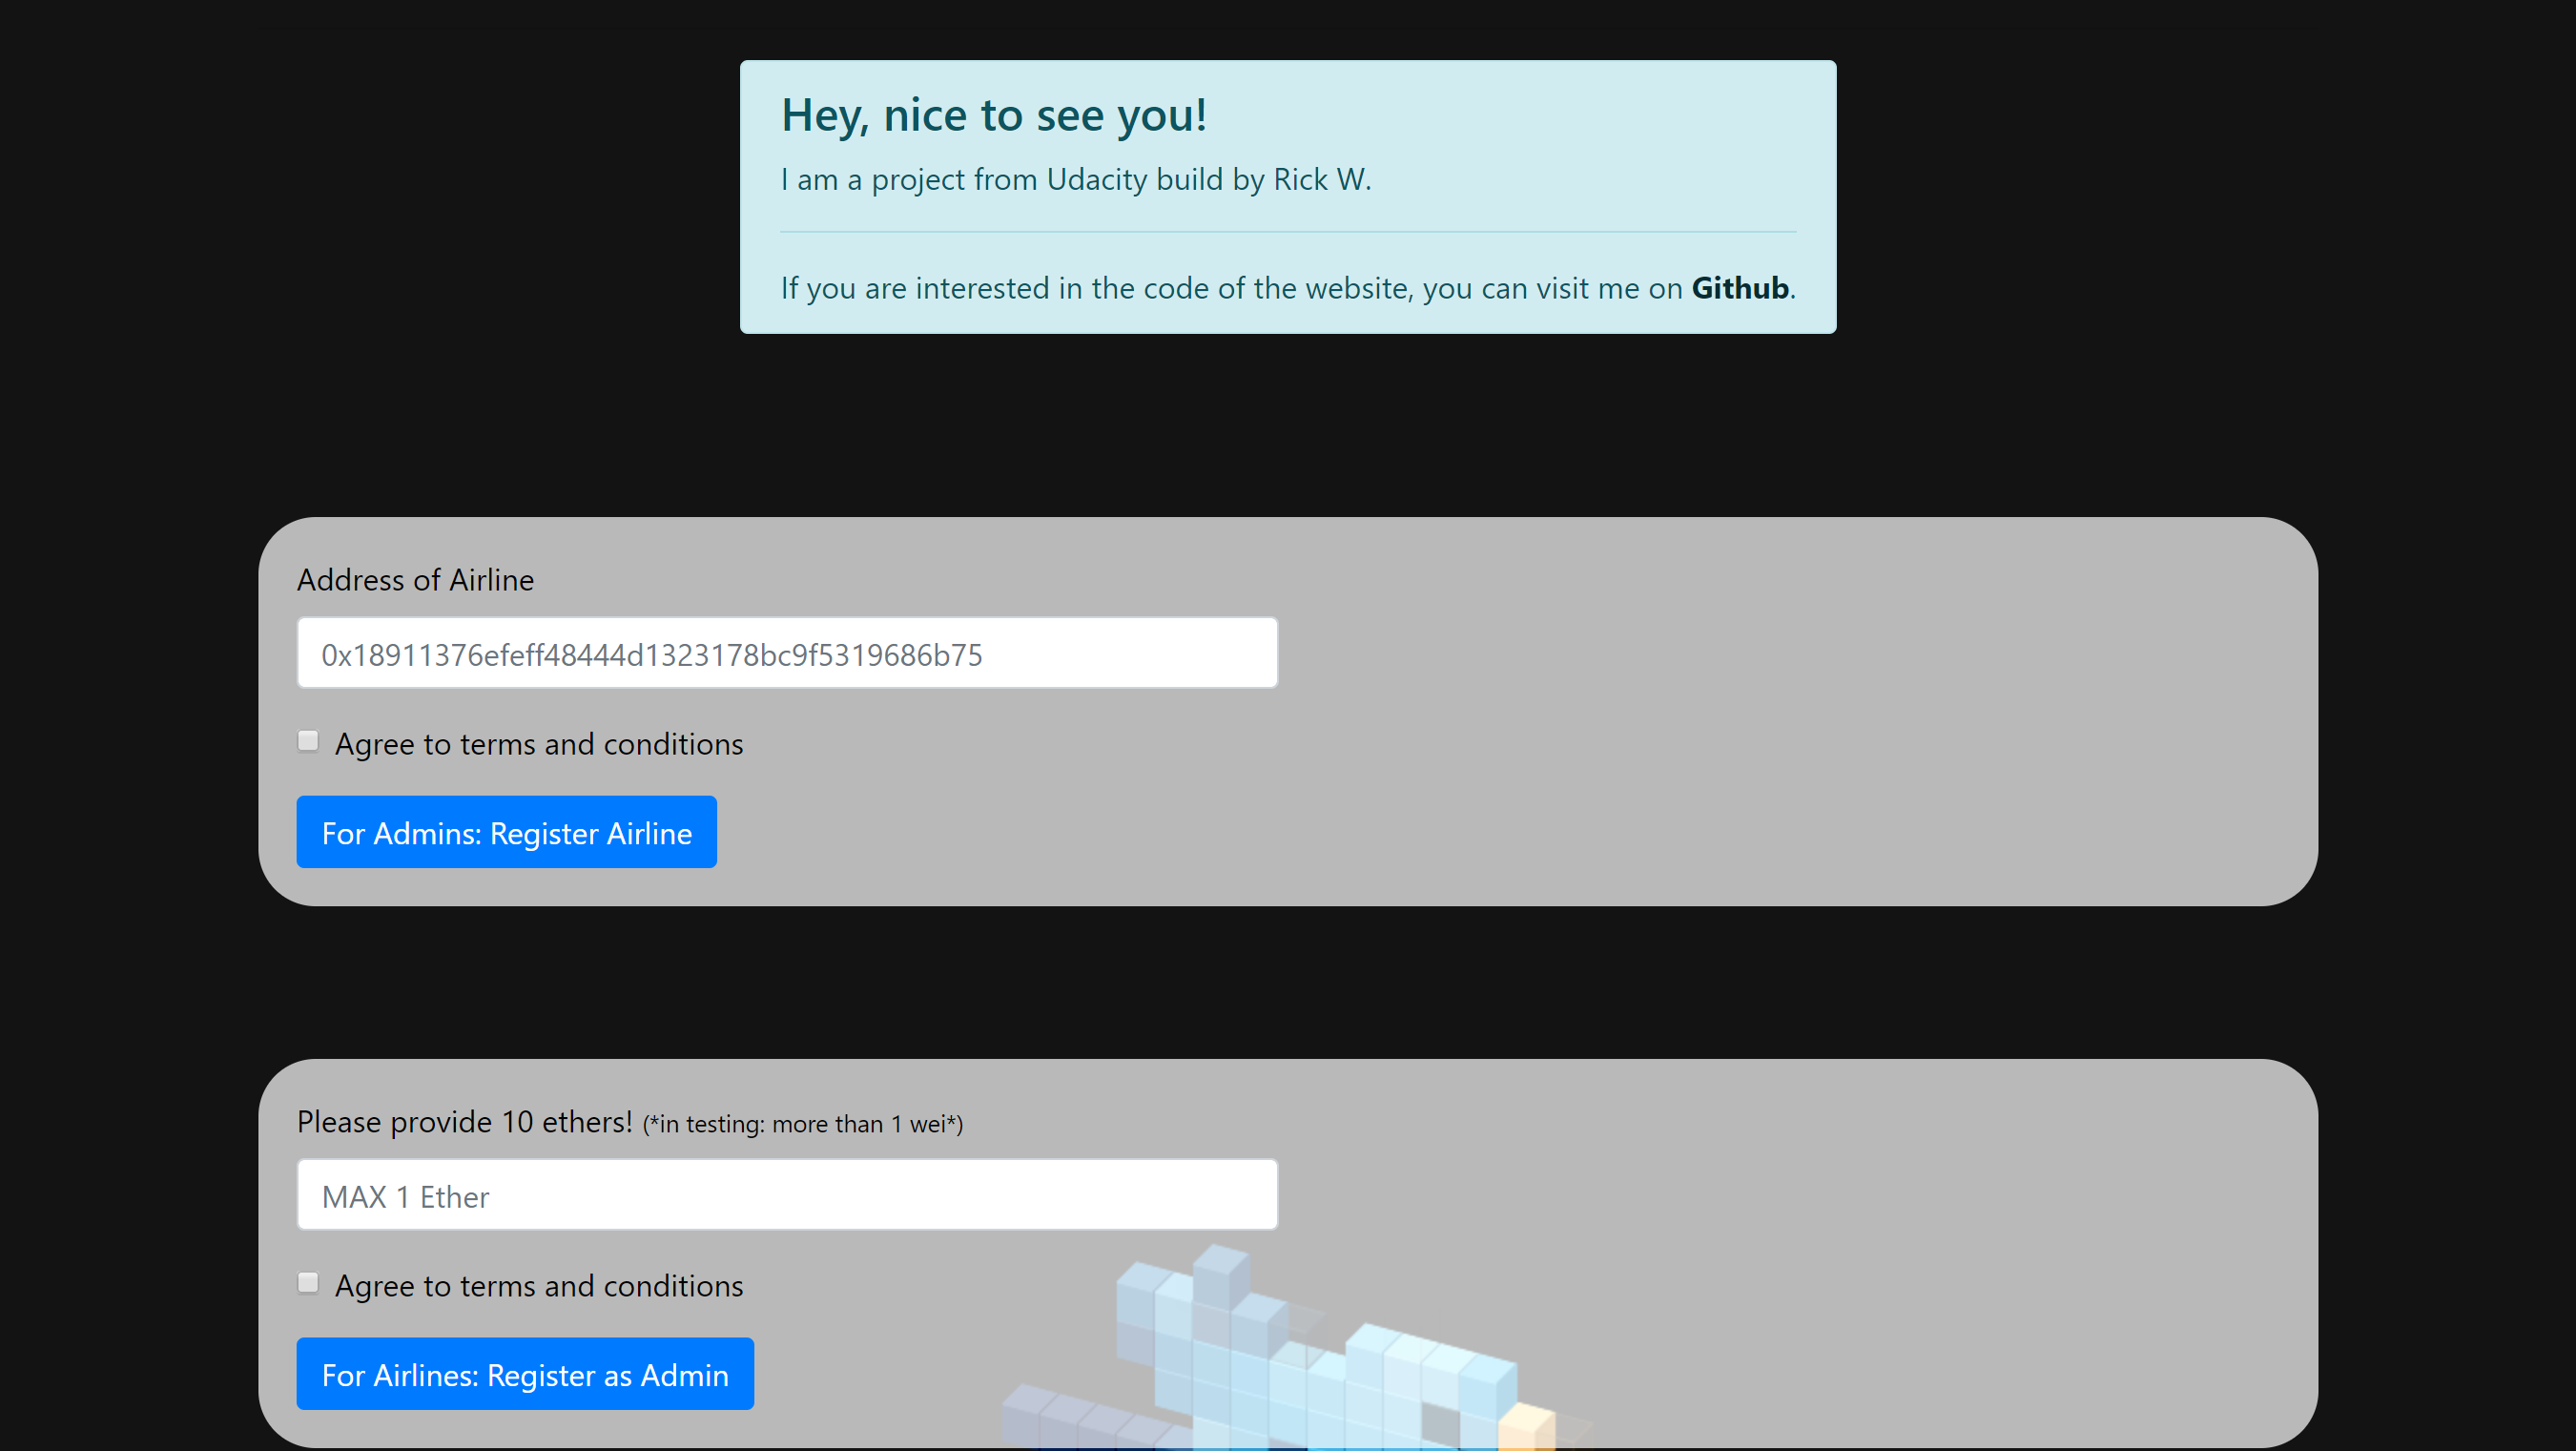 Hey, nice to see you!
I am a project from Udacity build by Rick W.
If you are interested in the code of the website, you can visit me on Github.
Address of Airline
0x18911376efeff48444d1323178bc9f5319686b75
Agree to terms and conditions
For Admins: Register Airline
Please provide 10 ethers! (*in testing: more than 1 wei*)
MAX 1 Ether
Agree to terms and conditions
For Airlines: Register as Admin